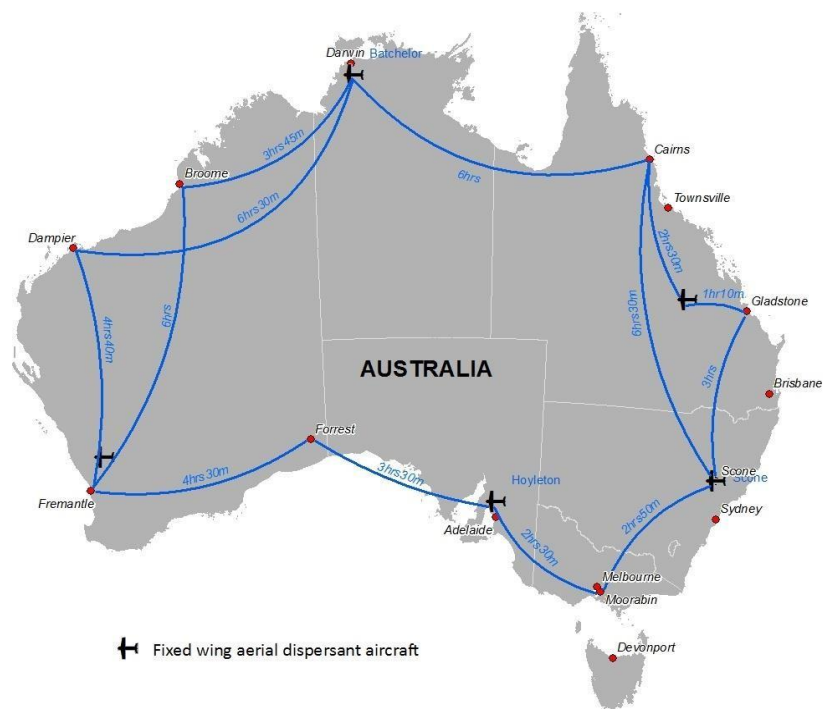 Darwin Batchelor
3hrs45m
Cairns
Broome
6hrs
6hrs30m
Townsville
Dampier
2hrs30m
1hr10m
Gladstone
4hrs40m
6hrs
6hrs30m
AUSTRALIA
3hrs
Brisbane
Forrest
3hrs30m
Scone
Scone
4hrs30m
Hoyleton
Fremantle
Sydney
2hrs50m
Adelaide
2hrs30m
Melbourne
Moorabin
Devonport
Fixed wing aerial dispersant aircraft